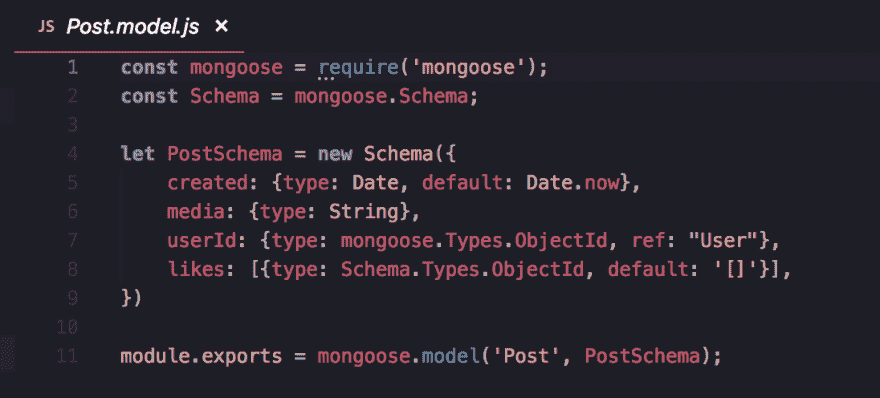 JS Post.model.js ×
1 const mongoose = require('mongoose');
2 const Schema = mongoose.Schema;
3
4 let PostSchema = new Schema({
5 created: {type: Date, default: Date.now},
6 media: {type: String},
7 userId: {type: mongoose.Types.ObjectId, ref: "User"},
8 likes: [{type: Schema.Types.ObjectId, default: '[]'}],
9 })
10
11 module.exports = mongoose.model('Post', PostSchema);